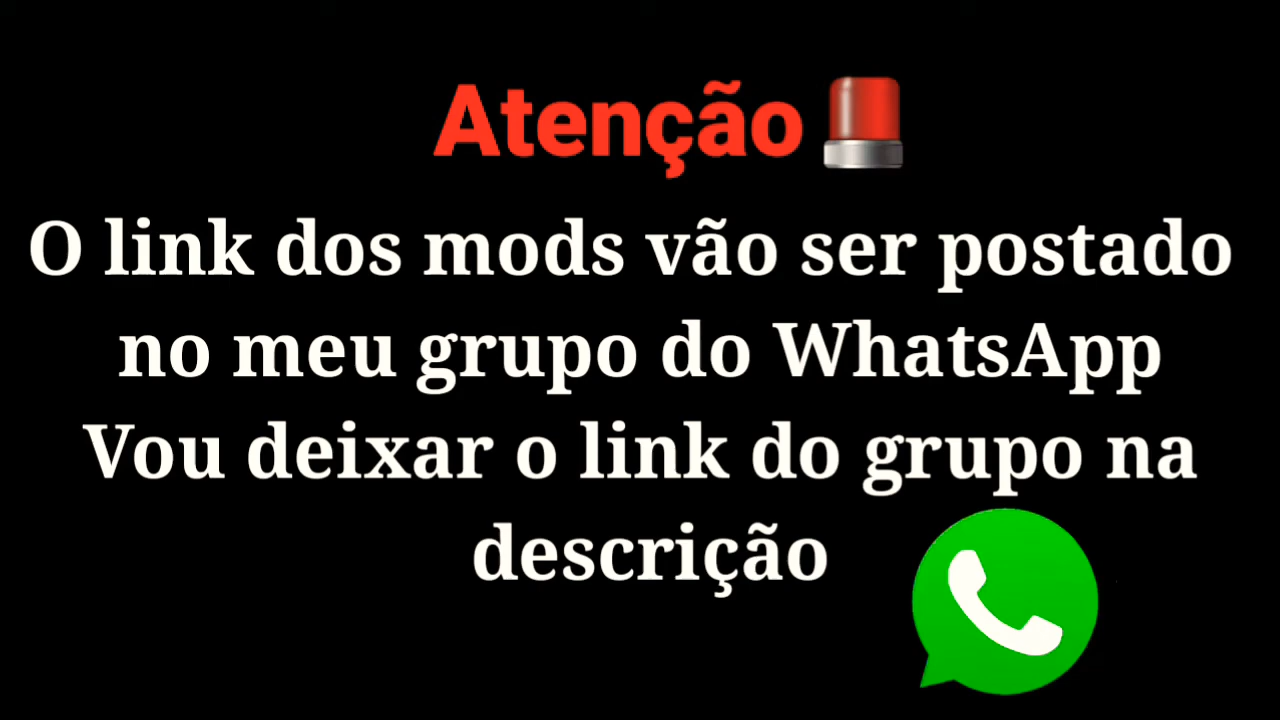 Atenção
O link dos mods vão ser postado
no meu grupo do WhatsApp
Vou deixar o link do grupo na
descrição